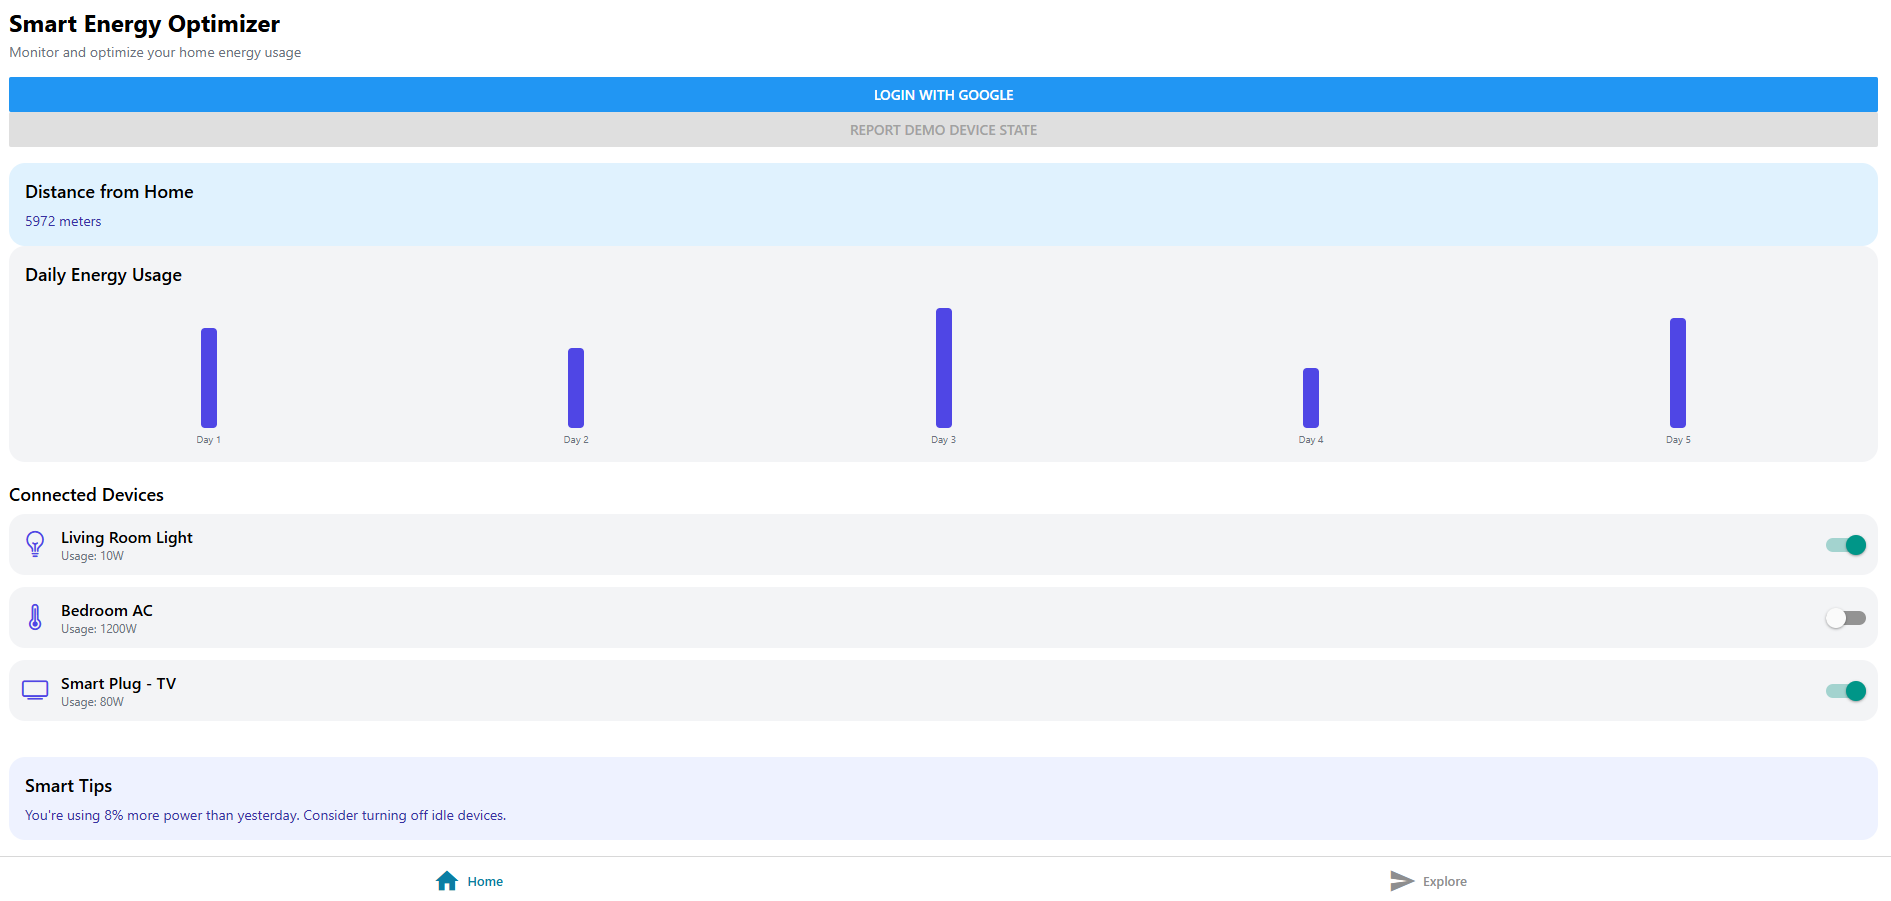 Smart Energy Optimizer
Monitor and optimize your home energy usage
LOGIN WITH GOOGLE
REPORT DEMO DEVICE STATE
Distance from Home
5972 meters
Daily Energy Usage
Day 1
Day 2
Day 3
Day 4
Day 5
Connected Devices
Living Room Light
Usage: 10W
Bedroom AC
Usage: 1200W
Smart Plug - TV
Usage: 80W
Smart Tips
You're using 8% more power than yesterday. Consider turning off idle devices.
Home
Explore